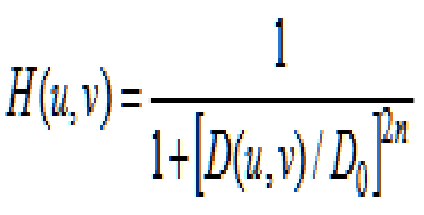 H(u,v) = 1 / 1+[D(u,v)/D₀]²ⁿ